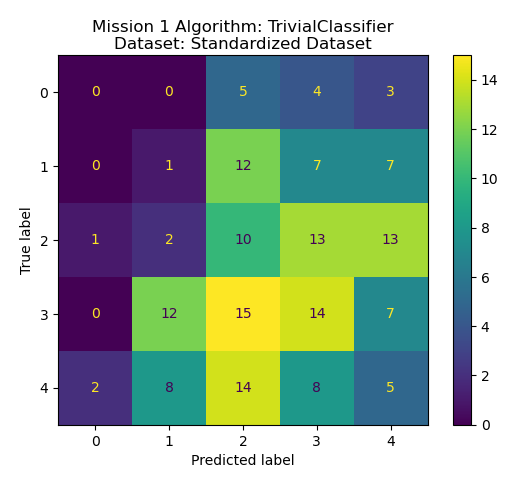 Mission 1 Algorithm: TrivialClassifier
Dataset: Standardized Dataset
True label
0 0 0 5 4 3
1 0 1 12 7 7
2 1 2 10 13 13
3 0 12 15 14 7
4 2 8 14 8 5
0 1 2 3 4
Predicted label
14
12
10
8
6
4
2
0